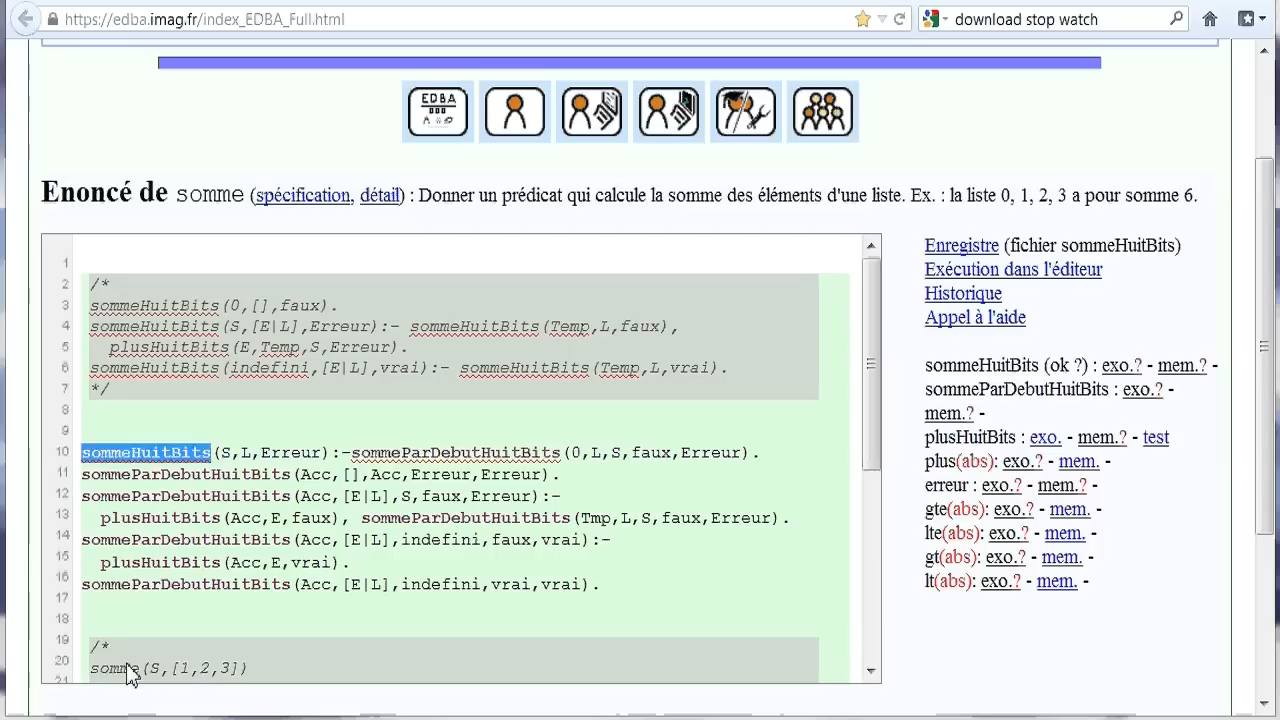 https://edba.imag.fr/index_EDBA_Full.html
download stop watch
EDBA
Enoncé de somme (spécification, détail) : Donner un prédicat qui calcule la somme des éléments d'une liste. Ex. : la liste 0, 1, 2, 3 a pour somme 6.
1
2 /*
3 sommeHuitBits(0,[],faux).
4 sommeHuitBits(S,[E|L],Erreur):- sommeHuitBits(Temp,L,faux),
5 plusHuitBits(E,Temp,S,Erreur).
6 sommeHuitBits(indefini,[E|L],vrai):- sommeHuitBits(Temp,L,vrai).
7 */
8
9
10 sommeHuitBits(S,L,Erreur):-sommeParDebutHuitBits(0,L,S,faux,Erreur).
11 sommeParDebutHuitBits(Acc,[],Acc,Erreur,Erreur).
12 sommeParDebutHuitBits(Acc,[E|L],S,faux,Erreur):-
13 plusHuitBits(Acc,E,faux), sommeParDebutHuitBits(Tmp,L,S,faux,Erreur).
14 sommeParDebutHuitBits(Acc,[E|L],indefini,faux,vrai):-
15 plusHuitBits(Acc,E,vrai).
16 sommeParDebutHuitBits(Acc,[E|L],indefini,vrai,vrai).
17
18
19 /*
20 somme(S,[1,2,3])
21
Enregistre (fichier sommeHuitBits)
Exécution dans l'éditeur
Historique
Appel à l'aide
sommeHuitBits (ok ?) : exo.? - mem.? -
sommeParDebutHuitBits : exo.? -
mem.? -
plusHuitBits : exo. - mem.? - test
plus(abs): exo.? - mem. -
erreur : exo.? - mem.? -
gte(abs): exo.? - mem. -
lte(abs): exo.? - mem. -
gt(abs): exo.? - mem. -
lt(abs): exo.? - mem. -